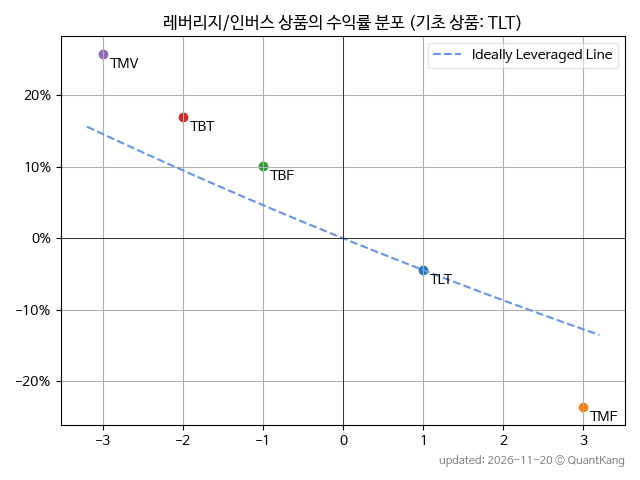 레버리지/인버스 상품의 수익률 분포 (기초 상품: TLT)
Ideally Leveraged Line
TMV
20%
TBT
10%
TBF
0%
TLT
-10%
-20%
TMF
-3 -2 -1 0 1 2 3
updated: 2026-11-20 © QuantKang